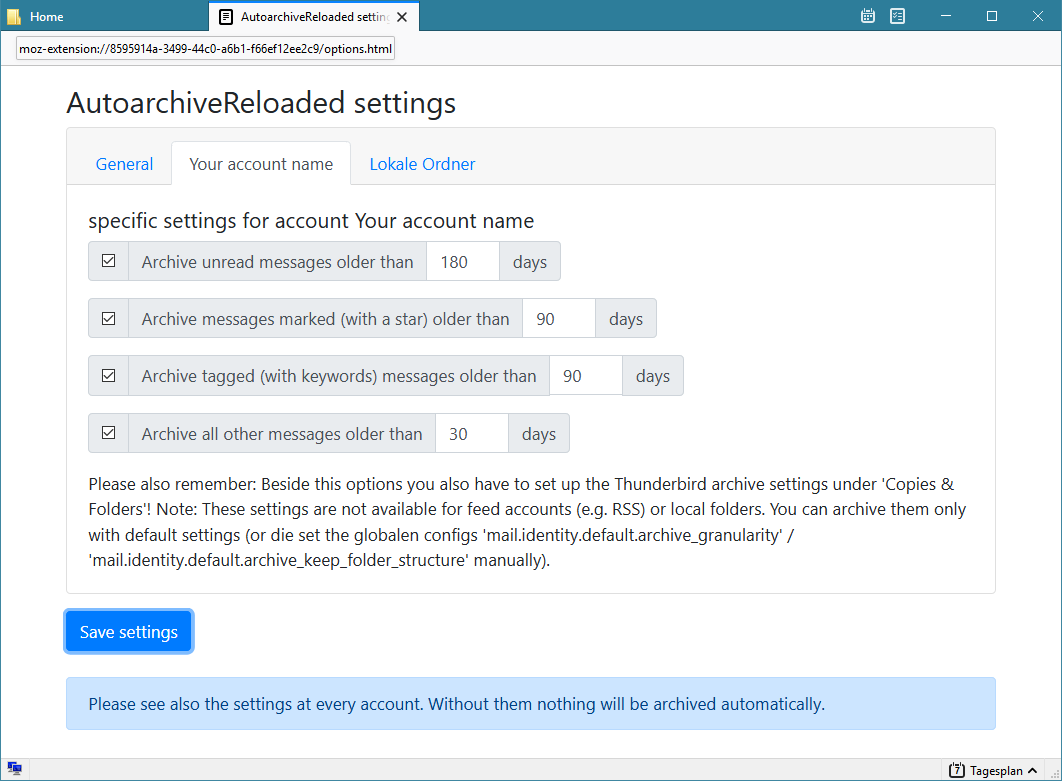 Home
AutoarchiveReloaded settin
moz-extension://8595914a-3499-44c0-a6b1-f66ef12ee2c9/options.html
AutoarchiveReloaded settings
General Your account name Lokale Ordner
specific settings for account Your account name
Archive unread messages older than 180 days
Archive messages marked (with a star) older than 90 days
Archive tagged (with keywords) messages older than 90 days
Archive all other messages older than 30 days
Please also remember: Beside this options you also have to set up the Thunderbird archive settings under 'Copies &
Folders'! Note: These settings are not available for feed accounts (e.g. RSS) or local folders. You can archive them only
with default settings (or die set the globalen configs 'mail.identity.default.archive_granularity' /
'mail.identity.default.archive_keep_folder_structure' manually).
Save settings
Please see also the settings at every account. Without them nothing will be archived automatically.
7 Tagesplan